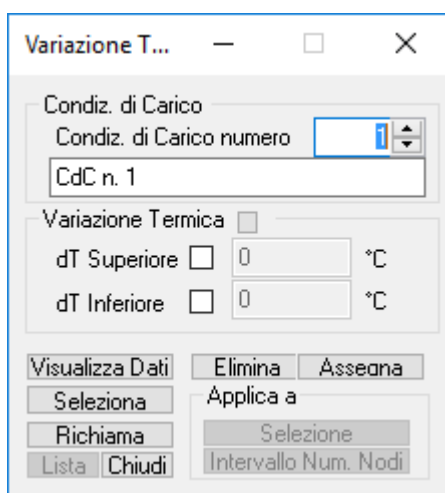 Variazione T...
Condiz. di Carico
Condiz. di Carico numero 1
CdC n. 1
Variazione Termica
dT Superiore 0 °C
dT Inferiore 0 °C
Visualizza Dati Elimina Assegna
Seleziona Applica a
Richiama Selezione
Lista Chiudi Intervallo Num. Nodi